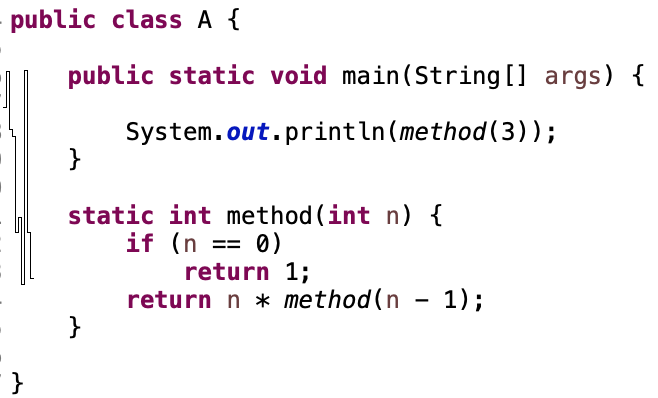 public class A {
public static void main(String[] args) {
System.out.println(method(3));
}
static int method(int n) {
if (n == 0)
return 1;
return n * method(n - 1);
}
}